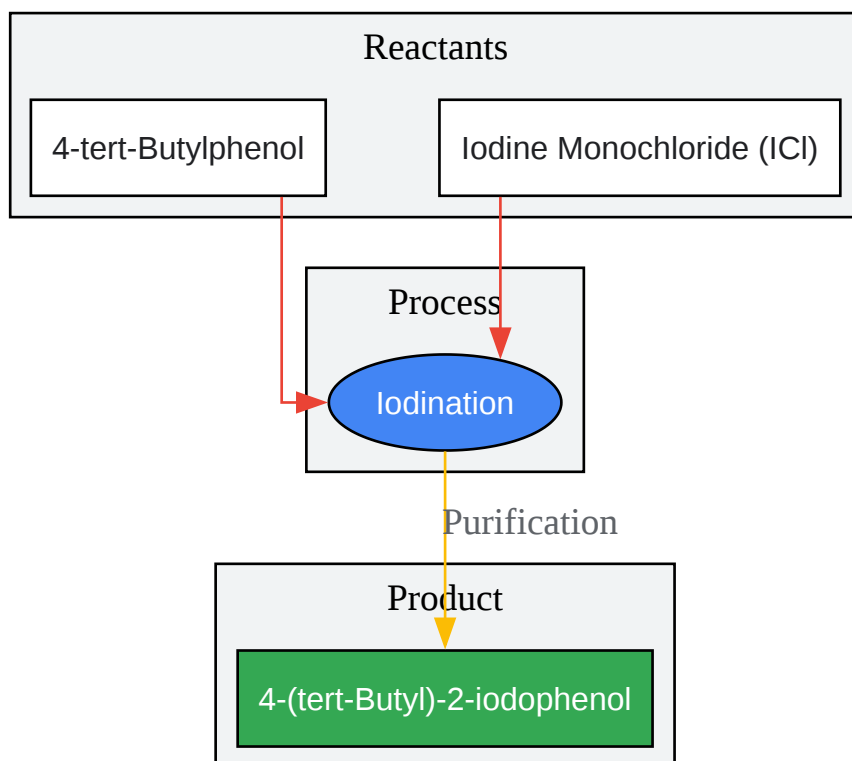 Reactants
4-tert-Butylphenol
Iodine Monochloride (ICl)
Process
Iodination
Purification
Product
4-(tert-Butyl)-2-iodophenol